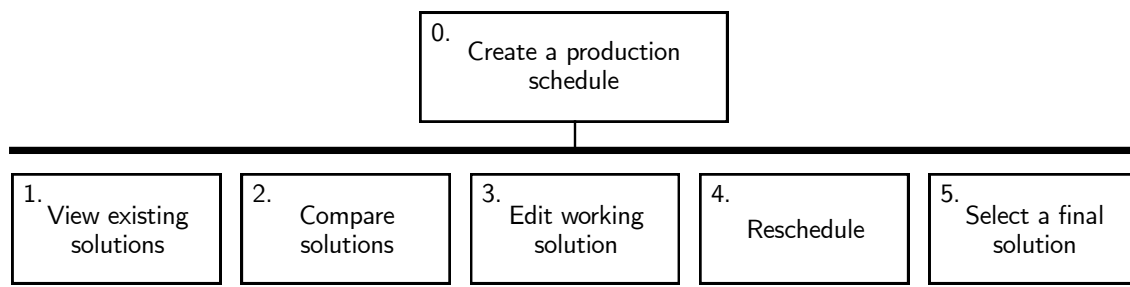 0.
Create a production
schedule
1.
View existing
solutions
2.
Compare
solutions
3.
Edit working
solution
4.
Reschedule
5.
Select a final
solution